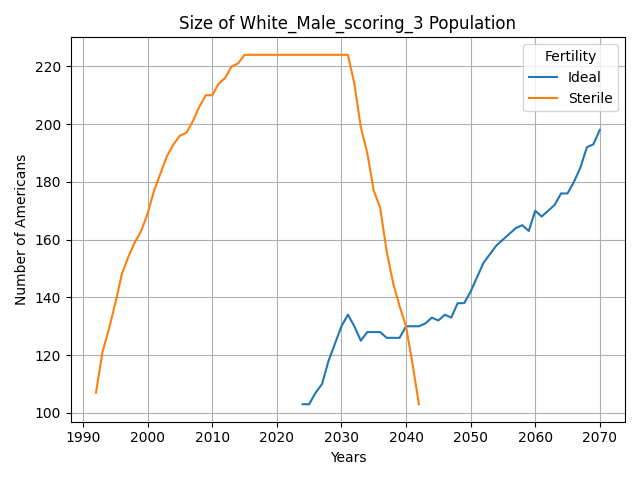 Size of White_Male_scoring_3 Population
Number of Americans
220
200
180
160
140
120
100
Fertility
Ideal
Sterile
1990 2000 2010 2020 2030 2040 2050 2060 2070
Years